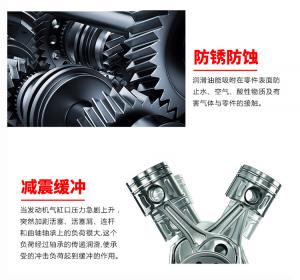 防锈防蚀
润滑油能吸附在零件表面防
止水、空气、酸性物质及有
害气体与零件的接触。
减震缓冲
当发动机气缸口压力急剧上升，
突然加剧活塞、活塞屑、连杆
和曲轴轴承上的负荷很大，这个
负荷经过轴承的传递润滑，使承
受的冲击负荷起到缓冲的作用。